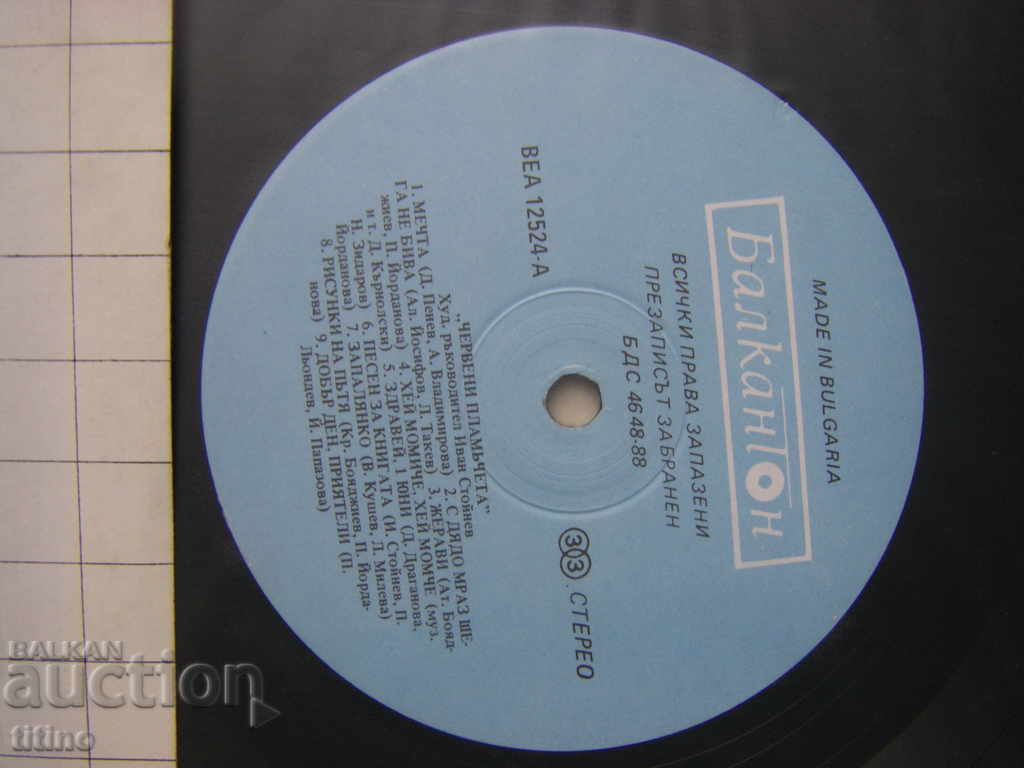 MADE IN BULGARIA
Балкантон
ВСИЧКИ ПРАВА ЗАПАЗЕНИ
ПРЕЗАПИСЪТ ЗАБРАНЕН
БДС 4648-88
ВЕА 12524-А
33 СТЕРЕО
„ЧЕРВЕНИ ПЛАМЪЧЕТА"
Худ. ръководител Иван Стойнев
1. МЕЧТА (Д. Пенев, А. Владимирова) 2. С ДЯДО МРАЗ ШЕ-
ГА НЕ БИВА (Ал. Йосифов, Л. Такев) 3. ЖЕРАВИ (Ат. Бояд-
жиев, П. Йорданова) 4. ХЕЙ МОМИЧЕ, ХЕЙ МОМЧЕ (муз.
и т. Д. Кърнолски) 5. ЗДРАВЕЙ, 1 ЮНИ (Д. Драганова,
Н. Зидаров) 6. ПЕСЕН ЗА КНИГАТА (И. Стойнев, П.
Йорданова) 7. ЗАПАЛЯНКО (В. Кушев, Л. Милева)
8. РИСУНКИ НА ПЪТЯ (Кр. Бояджиев, П. Йорда-
нова) 9. ДОБЪР ДЕН, ПРИЯТЕЛИ (П.
Льондев, Й. Папазова)
BALKAN
auction
titino